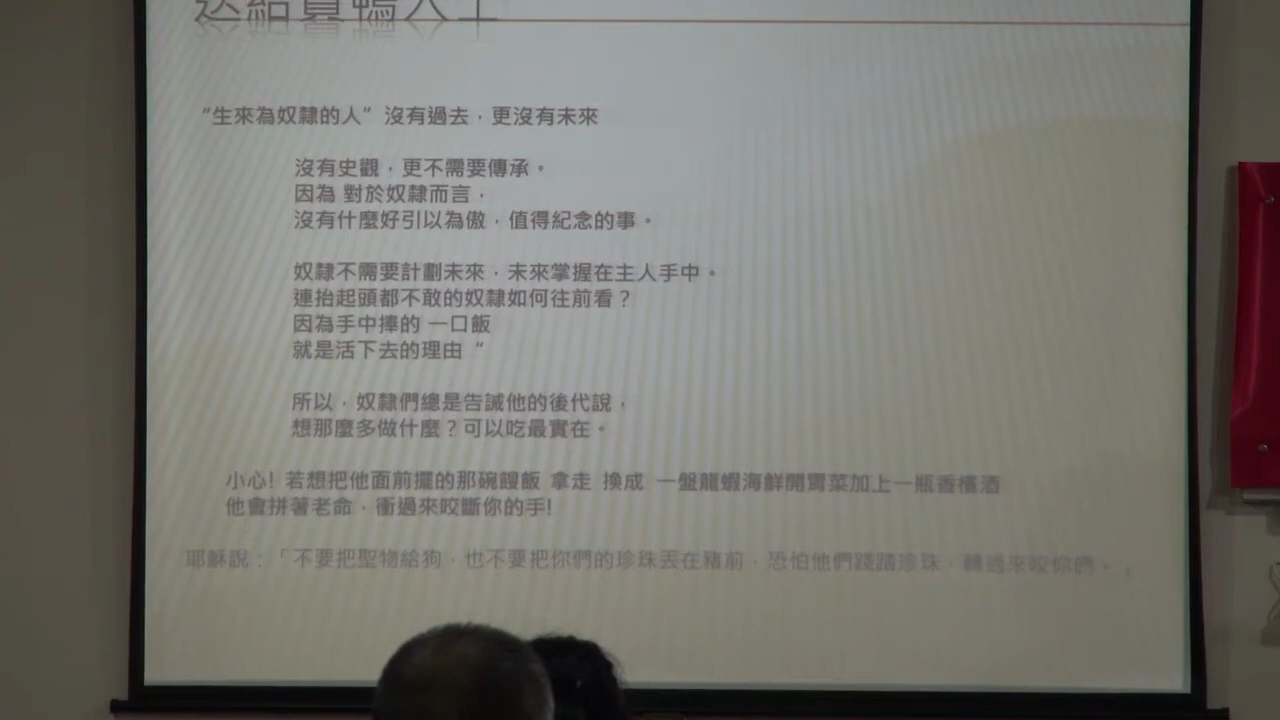 送給賣鴨人士
“生來為奴隸的人” 沒有過去，更沒有未來
沒有史觀，更不需要傳承。
因為 對於奴隸而言，
沒有什麼好引以為傲，值得紀念的事。
奴隸不需要計劃未來，未來掌握在主人手中。
連抬起頭都不敢的奴隸如何往前看？
因為手中捧的 一口飯
就是活下去的理由 “
所以，奴隸們總是告誡他的後代說，
想那麼多做什麼？可以吃最實在。
小心! 若想把他面前擺的那碗餿飯 拿走 換成 一盤龍蝦海鮮開胃菜加上一瓶香檳酒
他會拼著老命，衝過來咬斷你的手!
耶穌說：「不要把聖物給狗，也不要把你們的珍珠丟在豬前，恐怕他們踐踏珍珠，轉過來咬你們。」